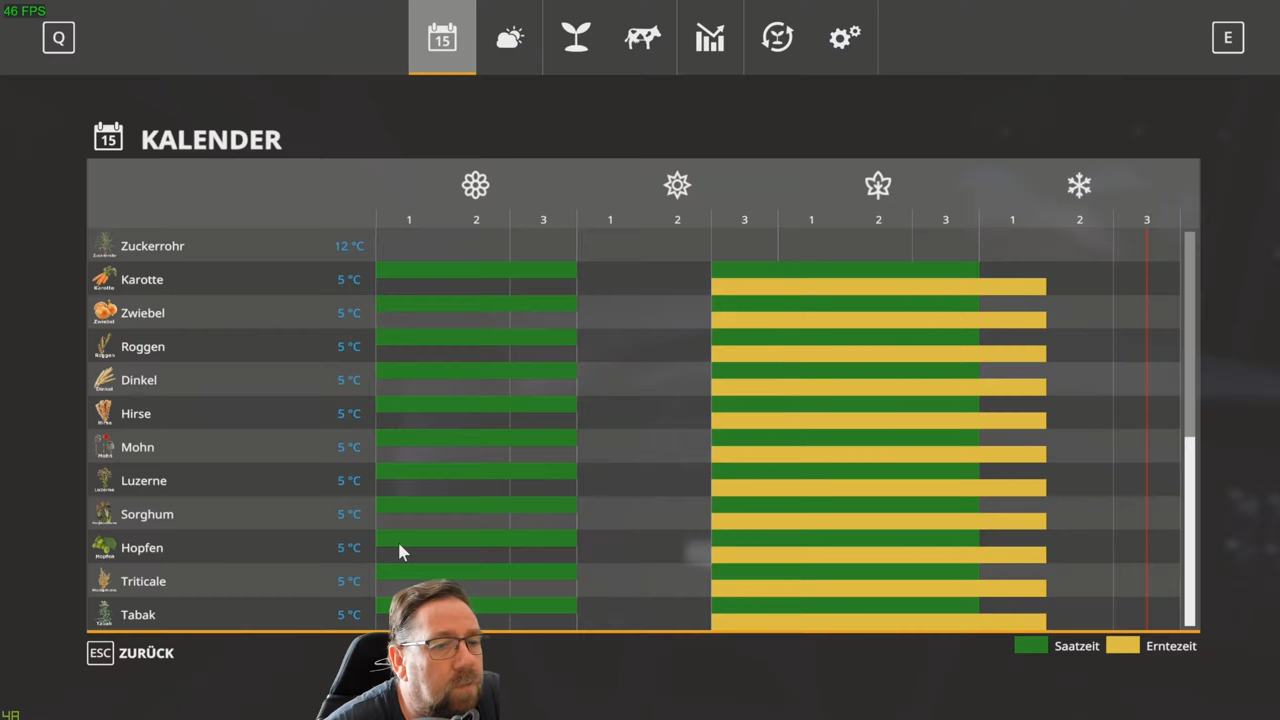 46 FPS
Q
15
E
15 KALENDER
1 2 3 1 2 3 1 2 3 1 2 3
Zuckerrohr 12 °C
Karotte 5 °C
Zwiebel 5 °C
Roggen 5 °C
Dinkel 5 °C
Hirse 5 °C
Mohn 5 °C
Luzerne 5 °C
Sorghum 5 °C
Hopfen 5 °C
Triticale 5 °C
Tabak 5 °C
ESC ZURÜCK
Saatzeit Erntezeit
48